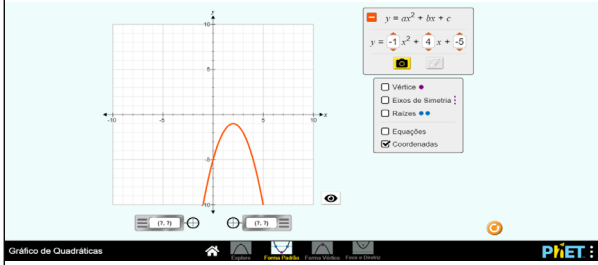 y = ax² + bx + c
y = -1 x² + 4 x + -5
Vértice
Eixos de Simetria
Raízes
Equações
Coordenadas
y
10
5
-10
-5
5
10
x
-5
-10
(?, ?)
(?, ?)
Gráfico de Quadráticas
Explore
Forma Padrão
Forma Vértice
Foco e Diretriz
PhET